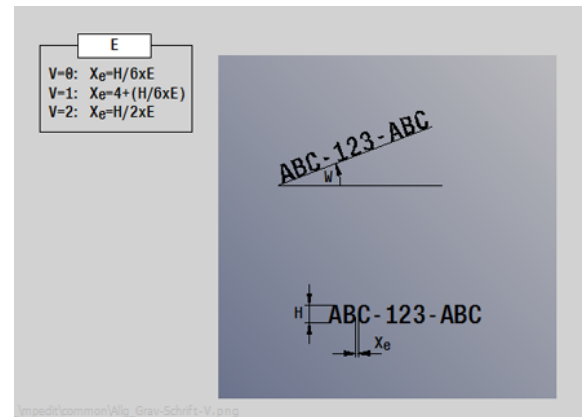 E
V=0: Xe=H/6xE
V=1: Xe=4+(H/6xE)
V=2: Xe=H/2xE
ABC-123-ABC
W
H ABC-123-ABC
Xe
\mpedit\common\Allg_Grav-Schrift-V.png